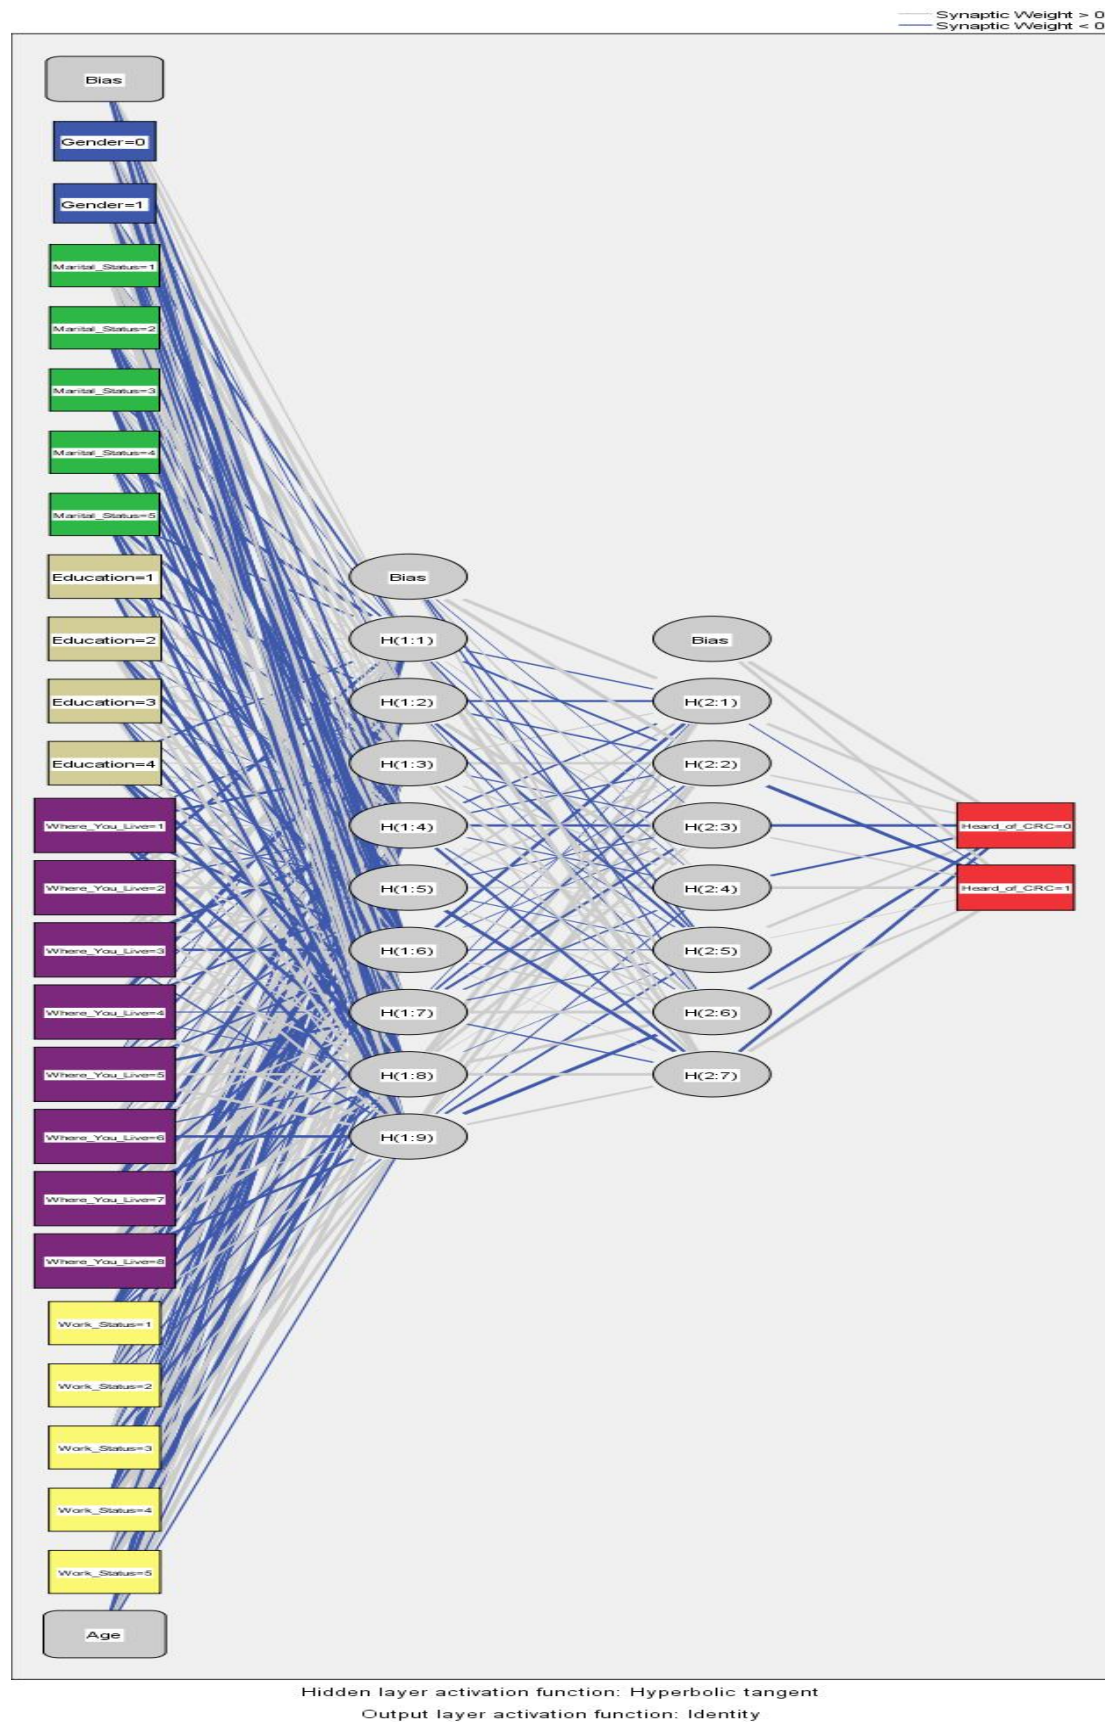 Synaptic Weight > 0
Synaptic Weight < 0
Bias
Gender=0
Gender=1
Marital_Status=1
Marital_Status=2
Marital_Status=3
Marital_Status=4
Marital_Status=5
Education=1
Education=2
Education=3
Education=4
Where_You_Live=1
Where_You_Live=2
Where_You_Live=3
Where_You_Live=4
Where_You_Live=5
Where_You_Live=6
Where_You_Live=7
Where_You_Live=8
Work_Status=1
Work_Status=2
Work_Status=3
Work_Status=4
Work_Status=5
Age
Bias
H(1:1)
H(1:2)
H(1:3)
H(1:4)
H(1:5)
H(1:6)
H(1:7)
H(1:8)
H(1:9)
Bias
H(2:1)
H(2:2)
H(2:3)
H(2:4)
H(2:5)
H(2:6)
H(2:7)
Heard_of_CRC=0
Heard_of_CRC=1
Hidden layer activation function: Hyperbolic tangent
Output layer activation function: Identity